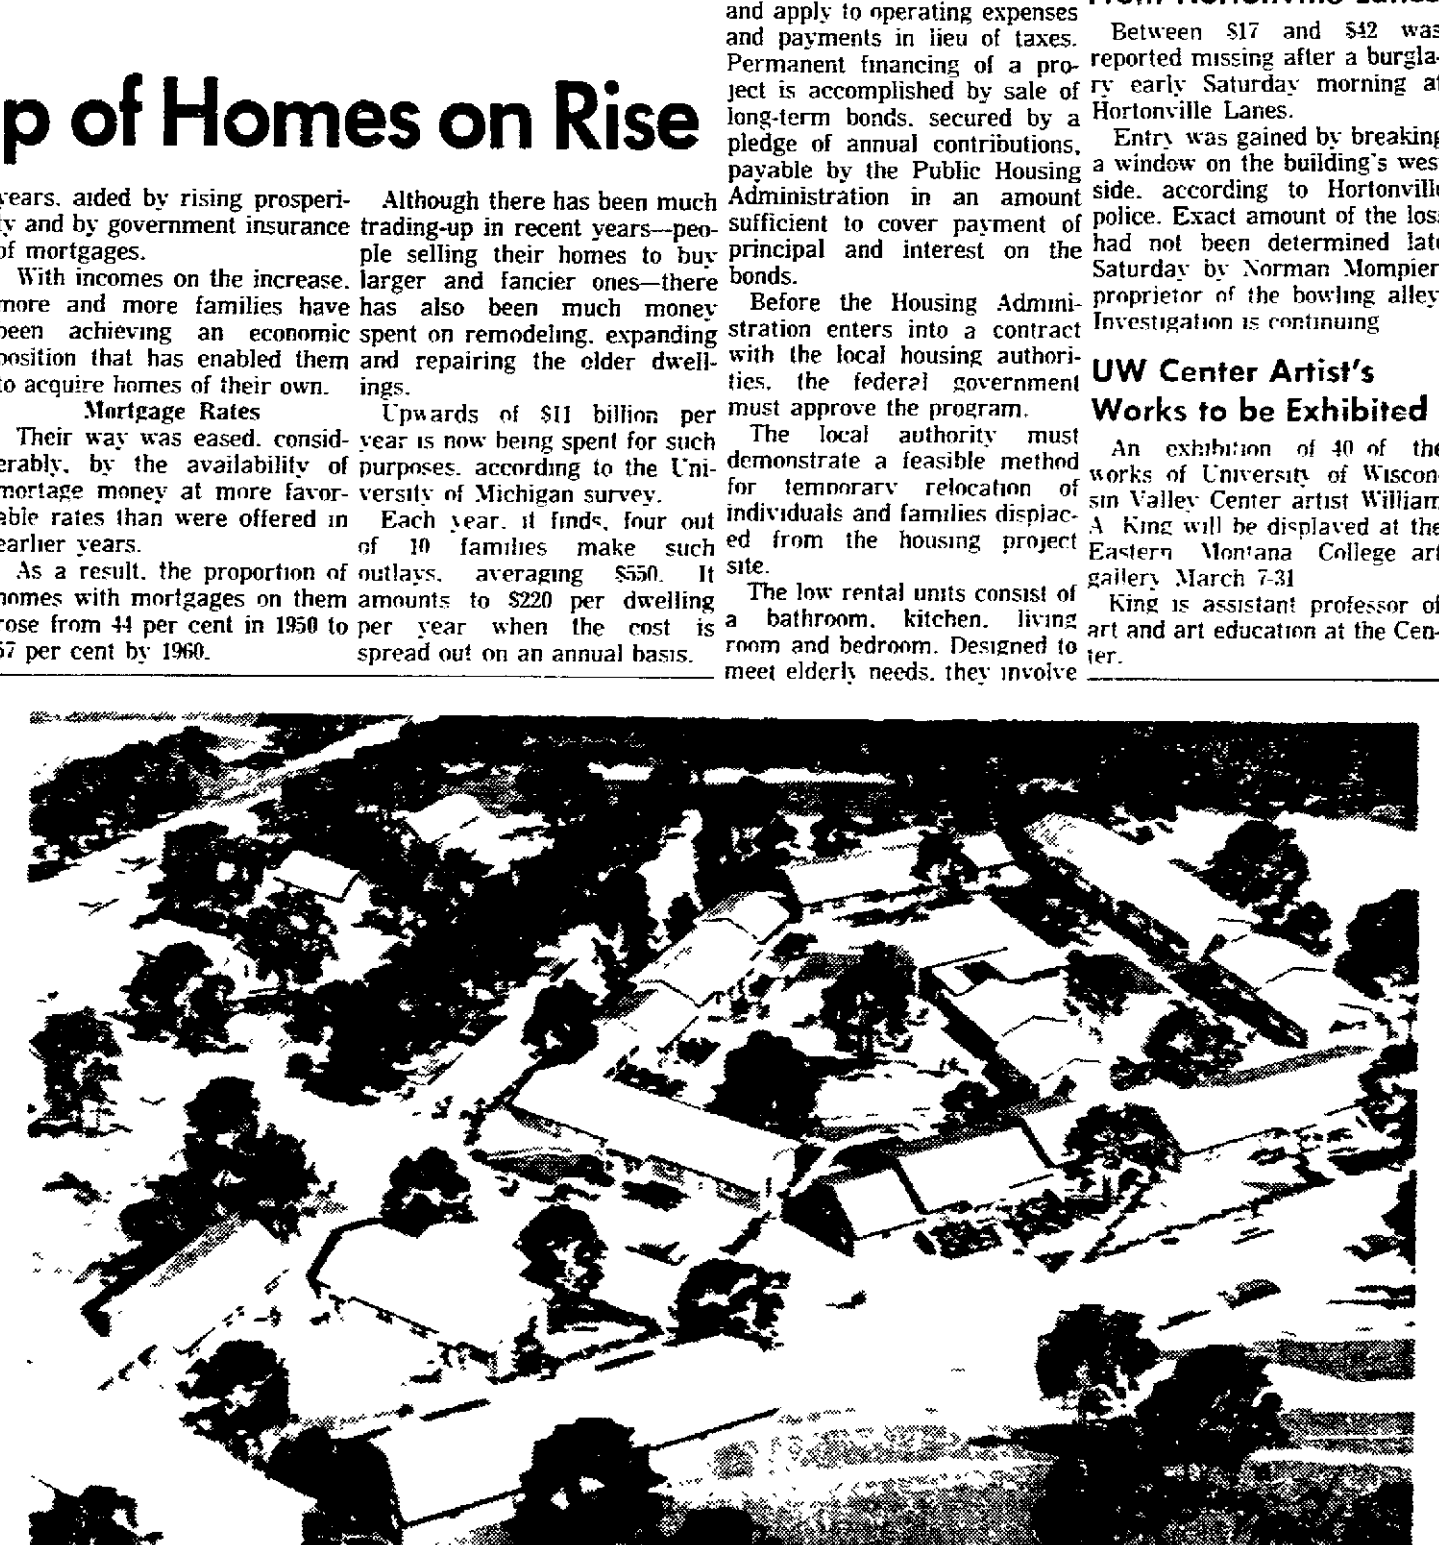 p of Homes on Rise
years, aided by rising prosperi-
ty and by government insurance
of mortgages.
With incomes on the increase,
more and more families have
been achieving an economic
position that has enabled them
to acquire homes of their own.
Mortgage Rates
Their way was eased, consid-
erably, by the availability of
mortage money at more favor-
able rates than were offered in
earlier years.
As a result, the proportion of
homes with mortgages on them
rose from 44 per cent in 1950 to
57 per cent by 1960.
Although there has been much
trading-up in recent years—peo-
ple selling their homes to buy
larger and fancier ones—there
has also been much money
spent on remodeling, expanding
and repairing the older dwell-
ings.
Upwards of $11 billion per
year is now being spent for such
purposes, according to the Uni-
versity of Michigan survey.
Each year, it finds, four out
of 10 families make such
outlays, averaging $550. It
amounts to $220 per dwelling
per year when the cost is
spread out on an annual basis.
and apply to operating expenses
and payments in lieu of taxes.
Permanent financing of a pro-
ject is accomplished by sale of
long-term bonds, secured by a
pledge of annual contributions,
payable by the Public Housing
Administration in an amount
sufficient to cover payment of
principal and interest on the
bonds.
Before the Housing Admini-
stration enters into a contract
with the local housing authori-
ties, the federal government
must approve the program.
The local authority must
demonstrate a feasible method
for temporary relocation of
individuals and families displac-
ed from the housing project
site.
The low rental units consist of
a bathroom, kitchen, living
room and bedroom. Designed to
meet elderly needs, they involve
From Hortonville Lanes
Between $17 and $42 was
reported missing after a burgla-
ry early Saturday morning at
Hortonville Lanes.
Entry was gained by breaking
a window on the building's west
side, according to Hortonville
police. Exact amount of the loss
had not been determined late
Saturday by Norman Mompier,
proprietor of the bowling alley.
Investigation is continuing
UW Center Artist's
Works to be Exhibited
An exhibition of 40 of the
works of University of Wiscon-
sin Valley Center artist William
A King will be displayed at the
Eastern Montana College art
gallery March 7-31
King is assistant professor of
art and art education at the Cen-
ter.